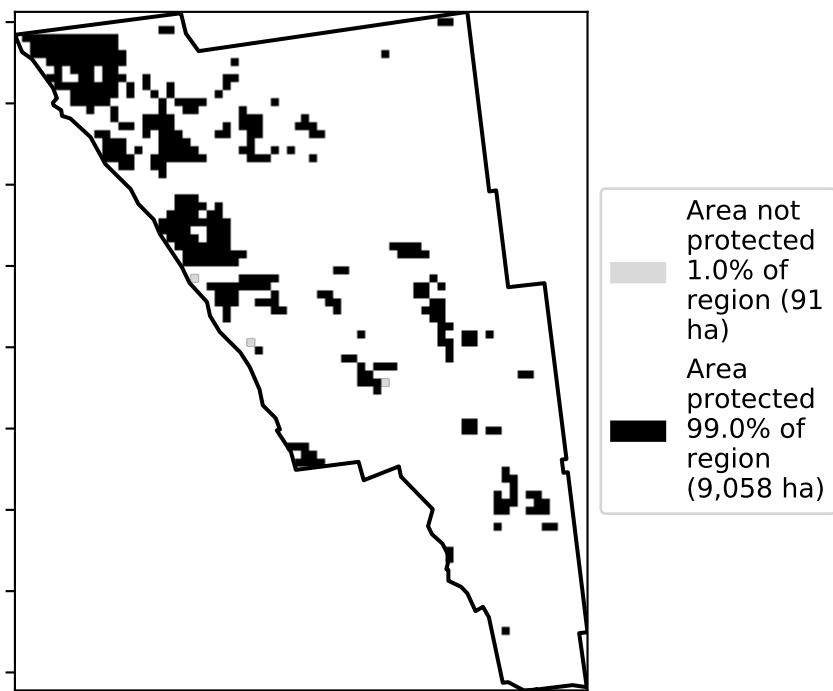 Area not
protected
1.0% of
region (91
ha)
Area
protected
99.0% of
region
(9,058 ha)